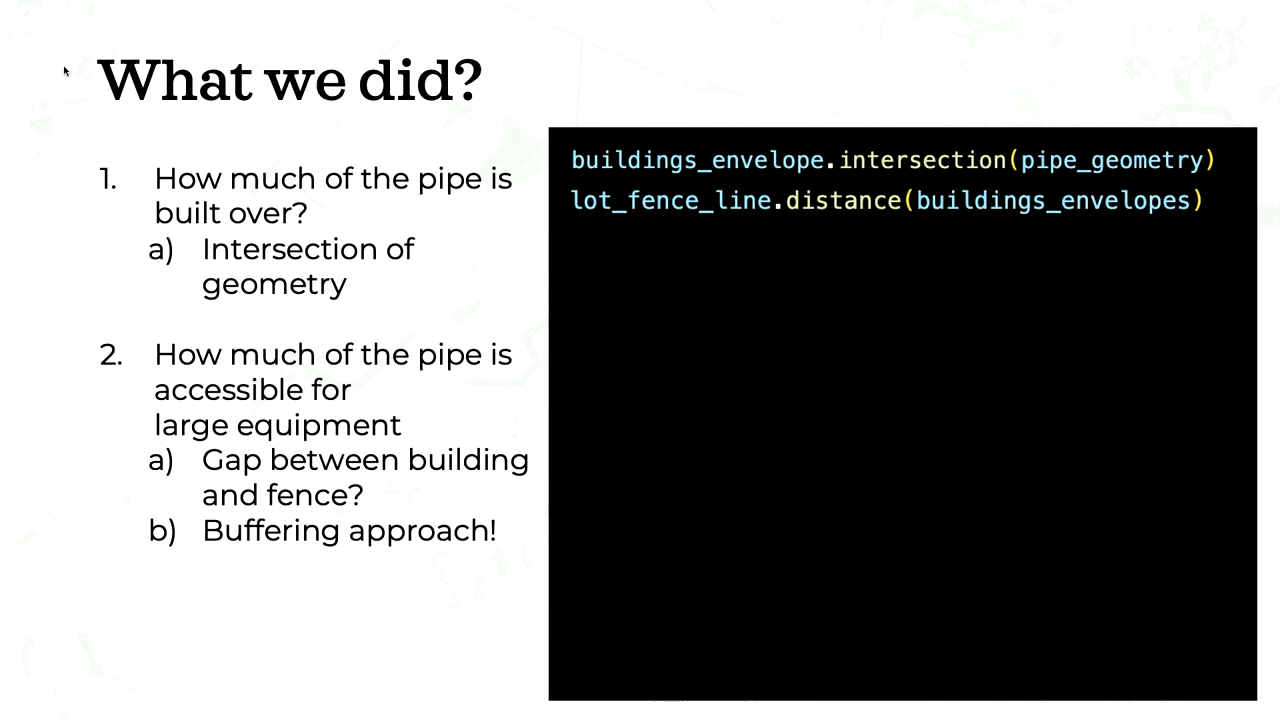 What we did?
1. How much of the pipe is
built over?
a) Intersection of
geometry
2. How much of the pipe is
accessible for
large equipment
a) Gap between building
and fence?
b) Buffering approach!
buildings_envelope.intersection(pipe_geometry)
lot_fence_line.distance(buildings_envelopes)